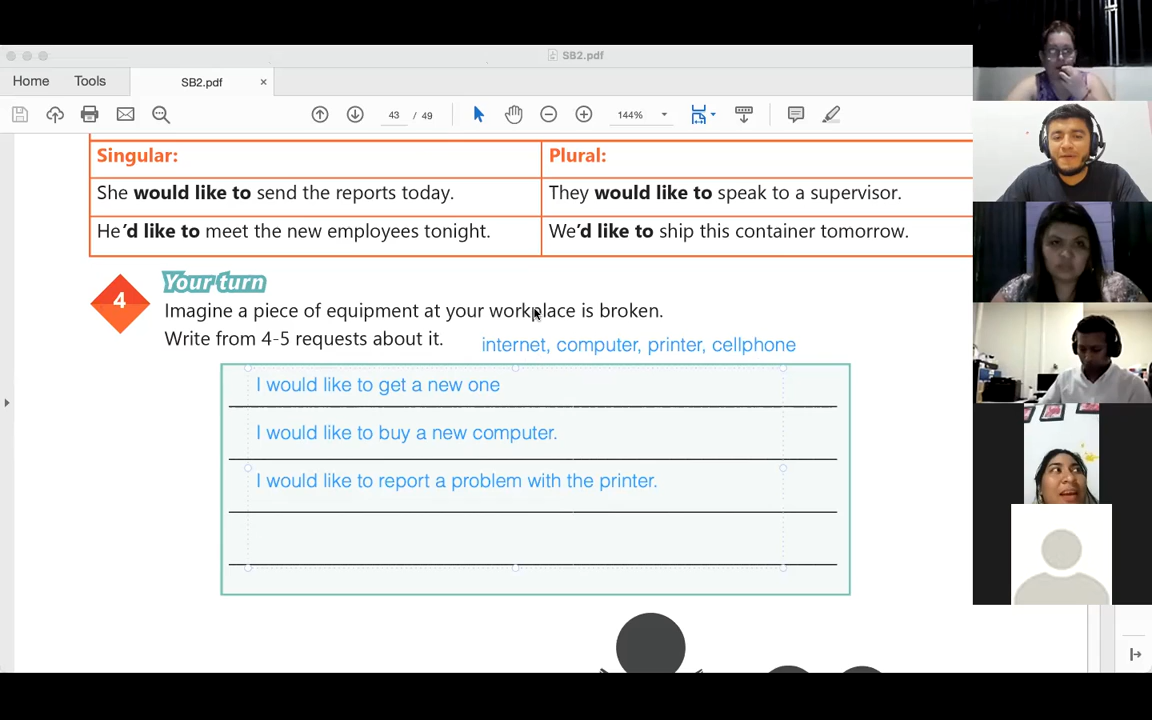 SB2.pdf
Home Tools SB2.pdf ×
43 / 49 144%
Singular: Plural:
She would like to send the reports today. They would like to speak to a supervisor.
He'd like to meet the new employees tonight. We'd like to ship this container tomorrow.
4 Your turn
Imagine a piece of equipment at your workplace is broken.
Write from 4-5 requests about it.
internet, computer, printer, cellphone
I would like to get a new one
I would like to buy a new computer.
I would like to report a problem with the printer.